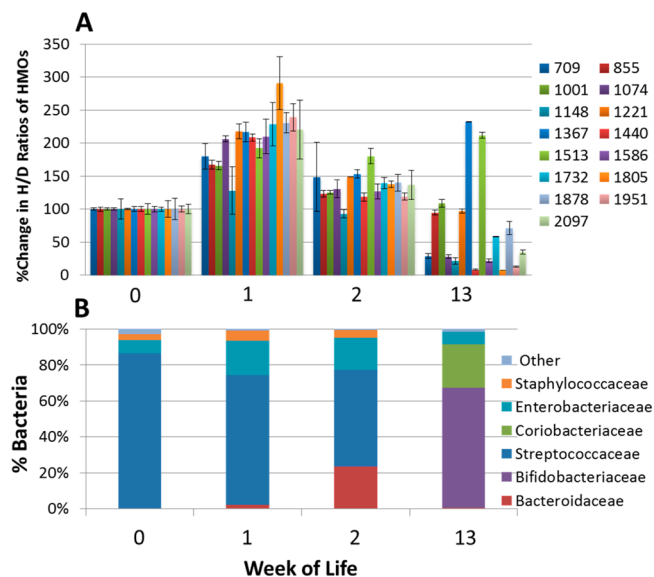 A
%Change in H/D Ratios of HMOs
350
300
250
200
150
100
50
0
0 1 2 13
709 855
1001 1074
1148 1221
1367 1440
1513 1586
1732 1805
1878 1951
2097
B
% Bacteria
100%
80%
60%
40%
20%
0%
0 1 2 13
Week of Life
Other
Staphylococcaceae
Enterobacteriaceae
Coriobacteriaceae
Streptococcaceae
Bifidobacteriaceae
Bacteroidaceae